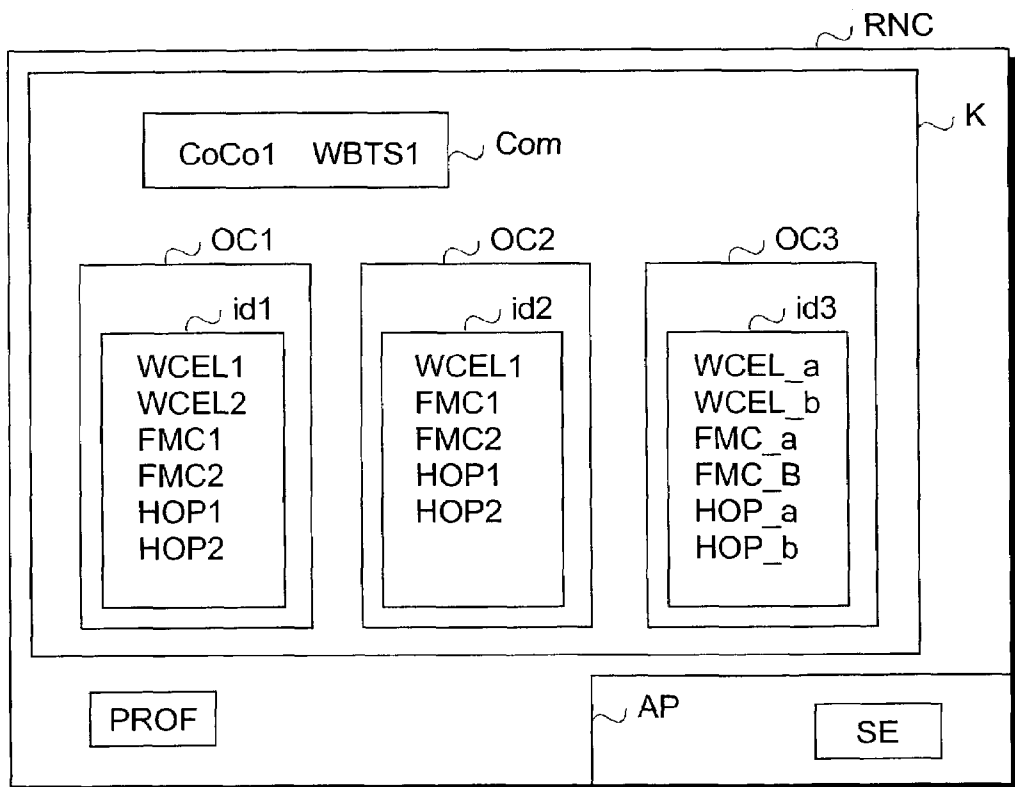 RNC
K
CoCo1 WBTS1
Com
OC1
OC2
OC3
id1
id2
id3
WCEL1
WCEL2
FMC1
FMC2
HOP1
HOP2
WCEL1
FMC1
FMC2
HOP1
HOP2
WCEL_a
WCEL_b
FMC_a
FMC_B
HOP_a
HOP_b
PROF
AP
SE